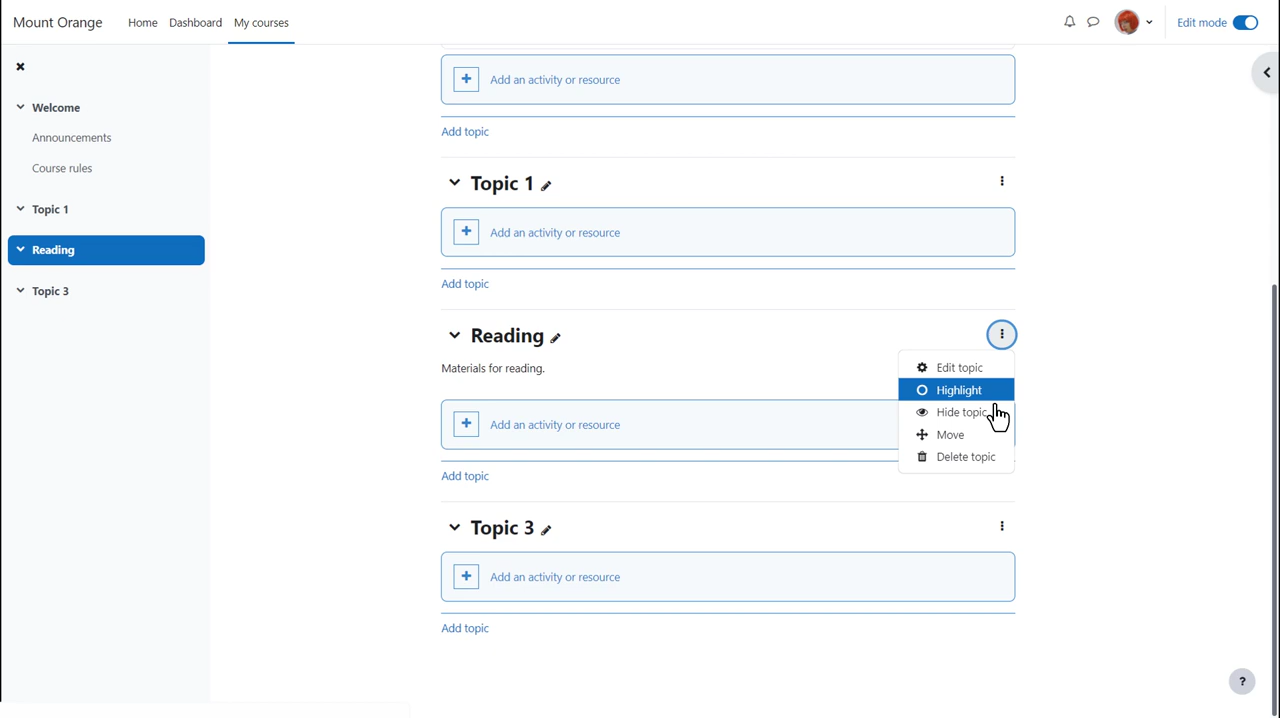 Mount Orange
Home
Dashboard
My courses
Edit mode
Welcome
Announcements
Course rules
Topic 1
Reading
Topic 3
Add an activity or resource
Add topic
Topic 1
Add an activity or resource
Add topic
Reading
Materials for reading.
Edit topic
Highlight
Hide topic
Move
Delete topic
Add an activity or resource
Add topic
Topic 3
Add an activity or resource
Add topic
?